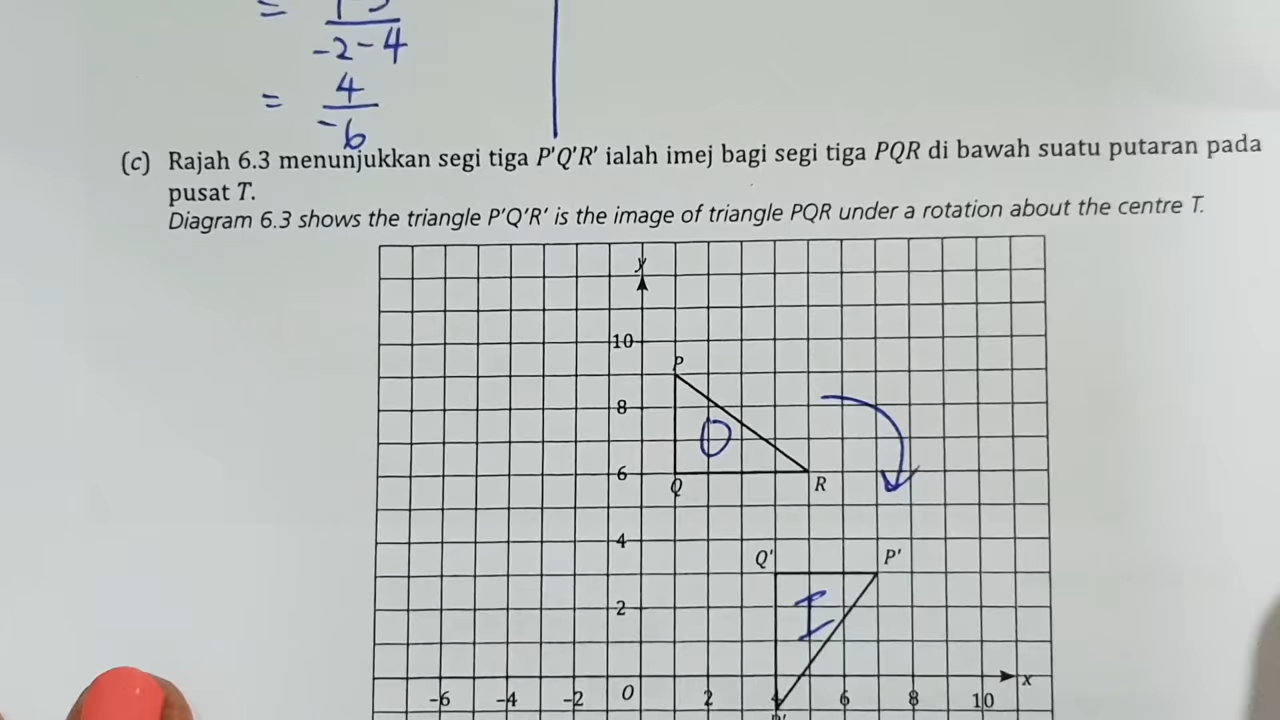 =
-2-4
= 4
-6
(c) Rajah 6.3 menunjukkan segi tiga P'Q'R' ialah imej bagi segi tiga PQR di bawah suatu putaran pada
pusat T.
Diagram 6.3 shows the triangle P'Q'R' is the image of triangle PQR under a rotation about the centre T.
y
10
P
8
O
6
Q R
4
Q' P'
I
2
x
-6 -4 -2 O 2 4 6 8 10